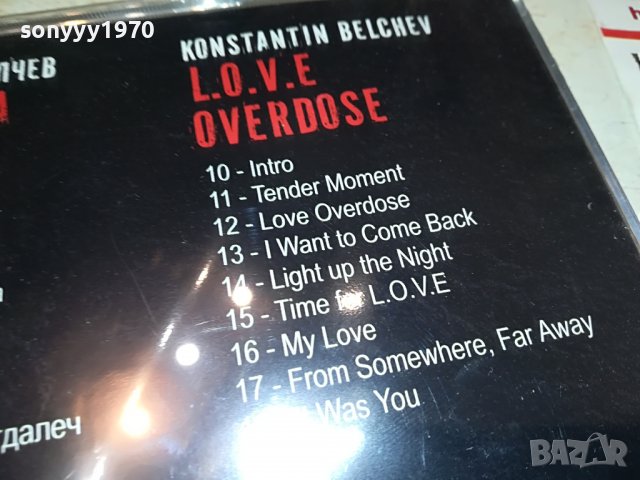 sonyyy1970
ЛЧЕВ
KONSTANTIN BELCHEV
L.O.V.E
OVERDOSE
10 - Intro
11 - Tender Moment
12 - Love Overdose
13 - I Want to Come Back
14 - Light up the Night
15 - Time for L.O.V.E
16 - My Love
17 - From Somewhere, Far Away
Was You
далеч
BAZAR